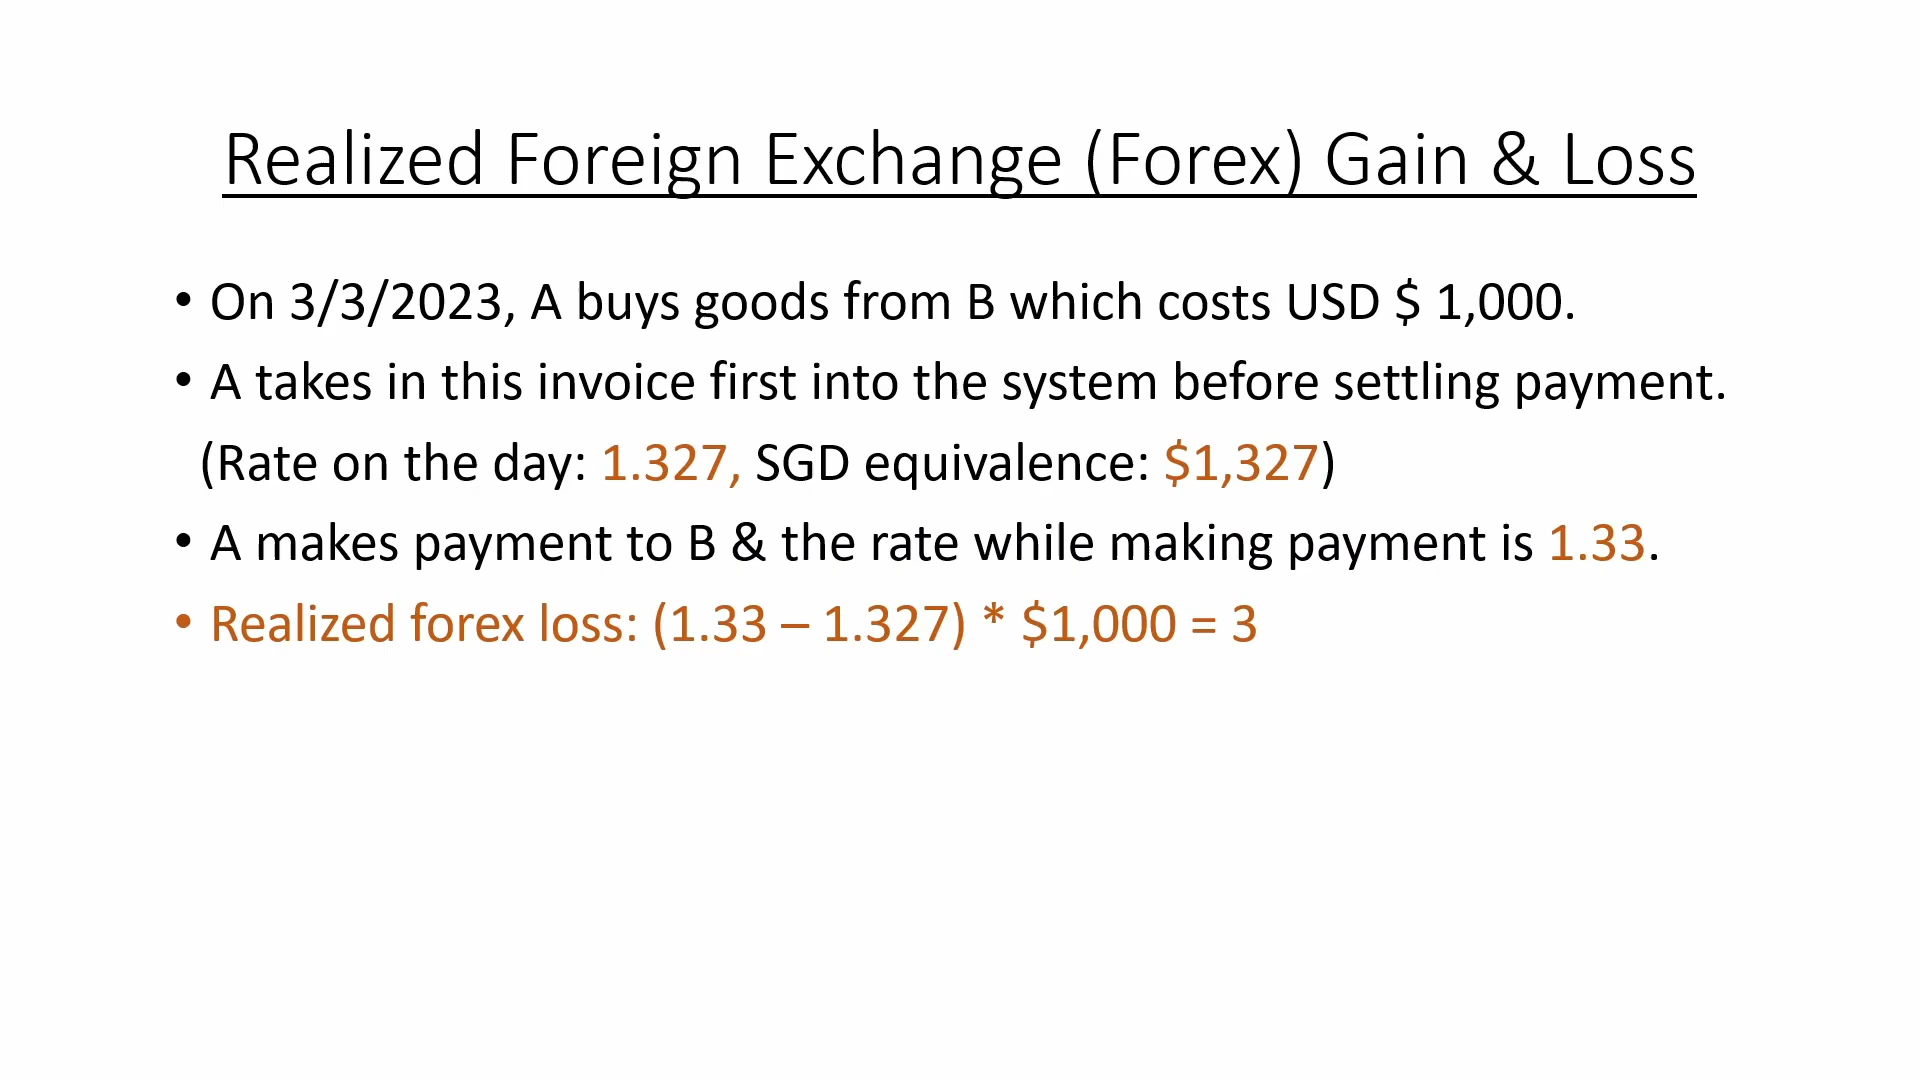 Realized Foreign Exchange (Forex) Gain & Loss
• On 3/3/2023, A buys goods from B which costs USD $ 1,000.
• A takes in this invoice first into the system before settling payment.
(Rate on the day: 1.327, SGD equivalence: $1,327)
• A makes payment to B & the rate while making payment is 1.33.
• Realized forex loss: (1.33 – 1.327) * $1,000 = 3